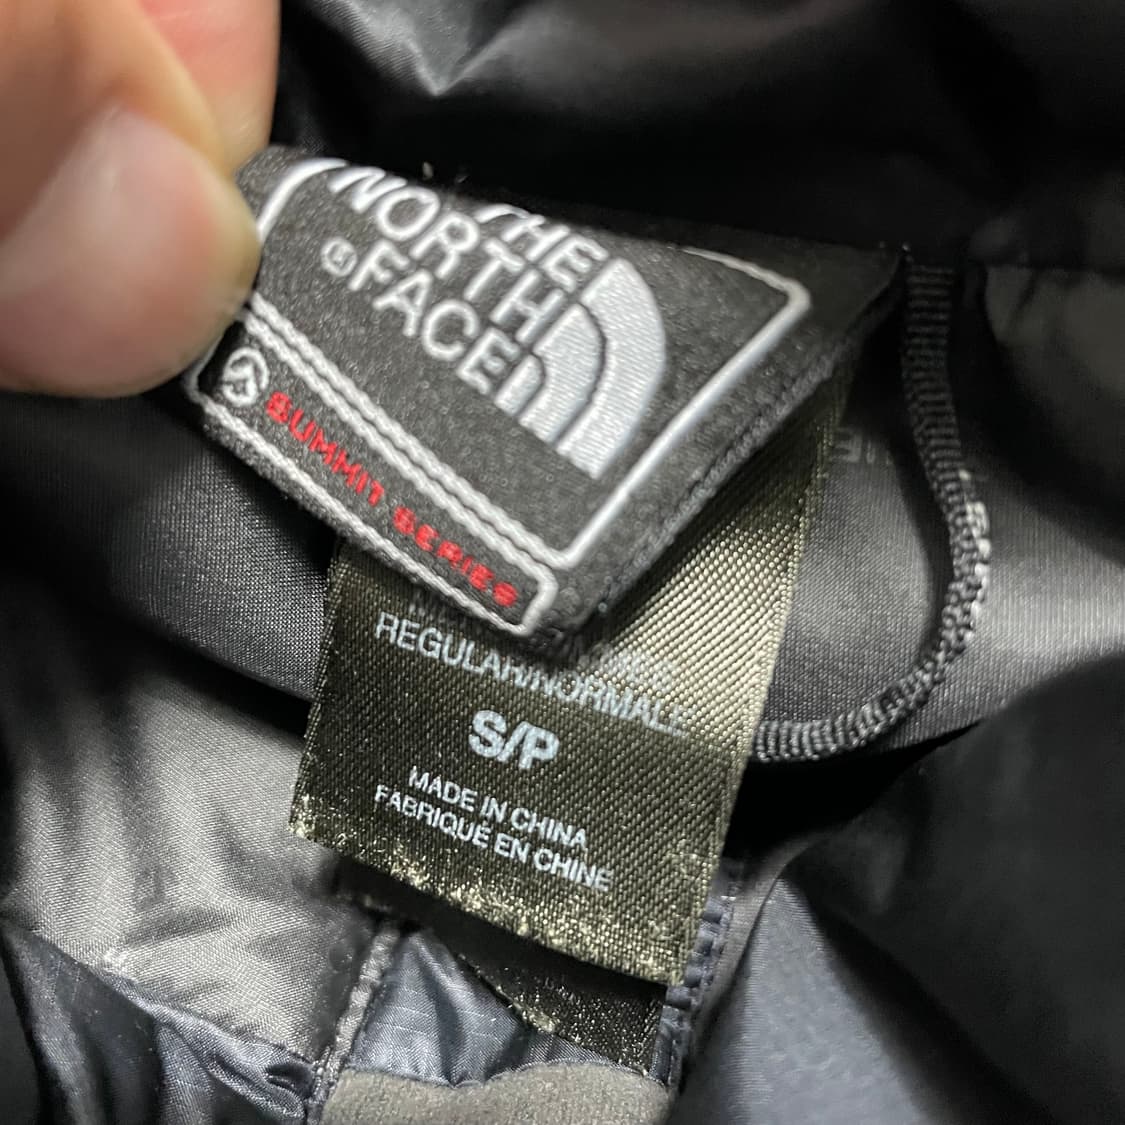 THE
NORTH
FACE
®
SUMMIT SERIES
REGULAR/NORMALE
S/P
MADE IN CHINA
FABRIQUÉ EN CHINE